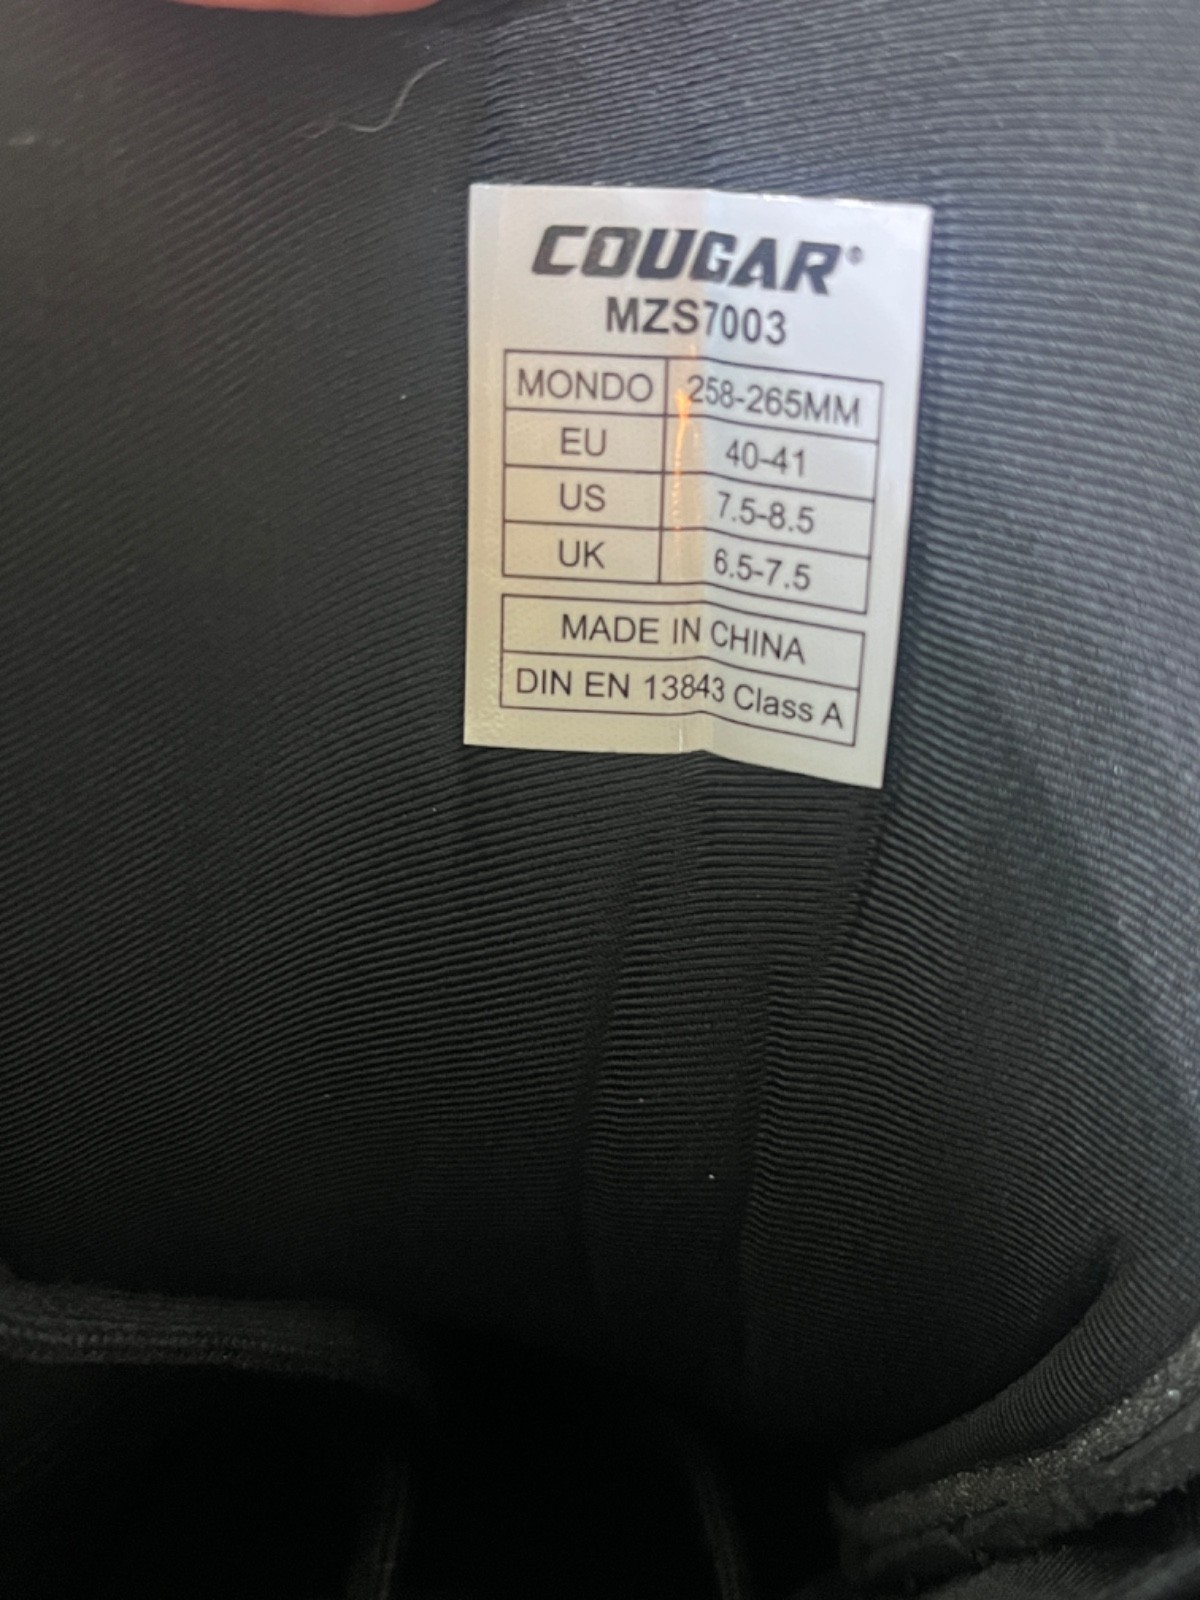 COUGAR®
MZS7003
MONDO 258-265MM
EU 40-41
US 7.5-8.5
UK 6.5-7.5
MADE IN CHINA
DIN EN 13843 Class A